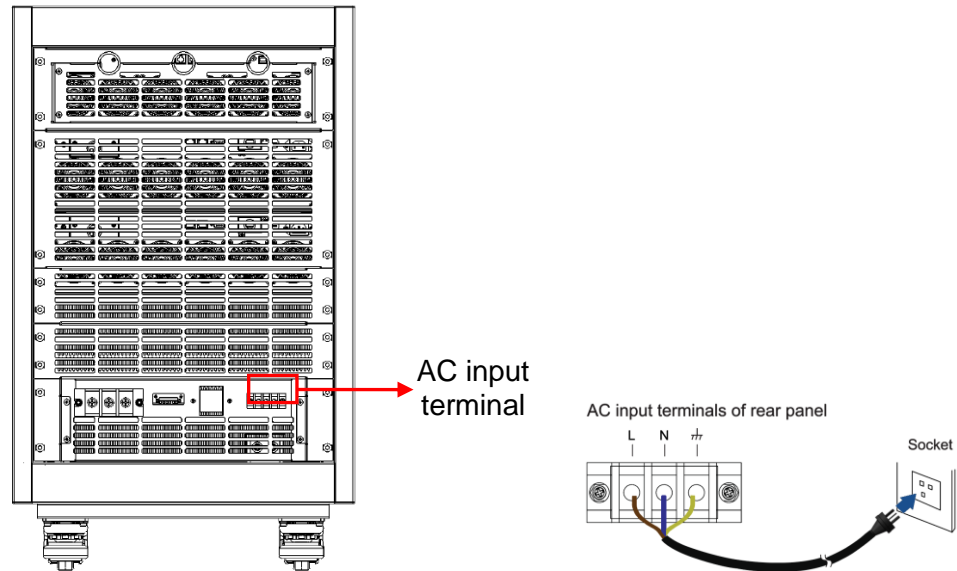 AC input
terminal
AC input terminals of rear panel
L N
Socket